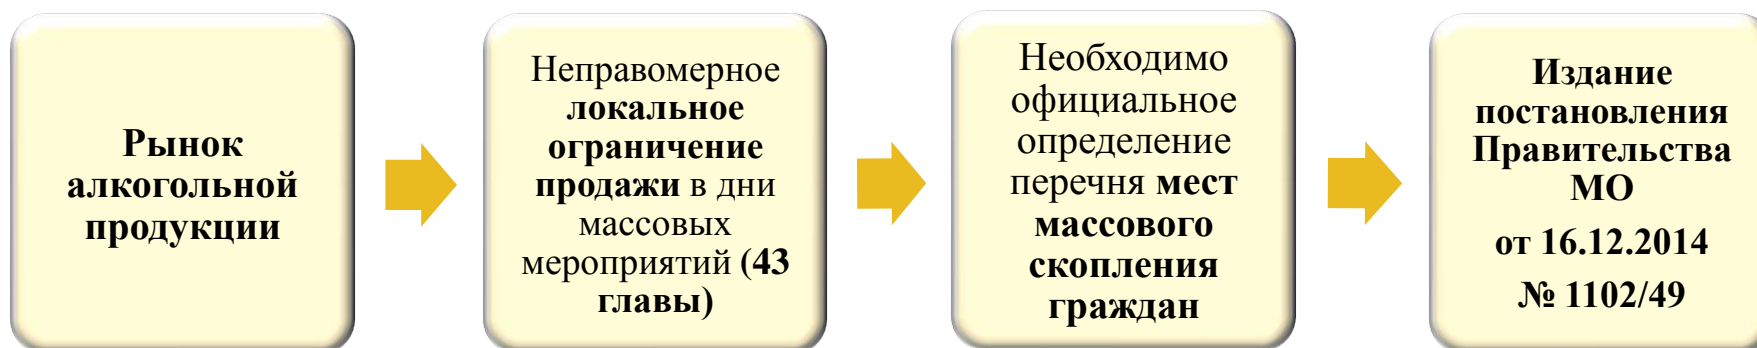 Рынок
алкогольной
продукции
Неправомерное
локальное
ограничение
продажи в дни
массовых
мероприятий (43
главы)
Необходимо
официальное
определение
перечня мест
массового
скопления
граждан
Издание
постановления
Правительства
МО
от 16.12.2014
№ 1102/49